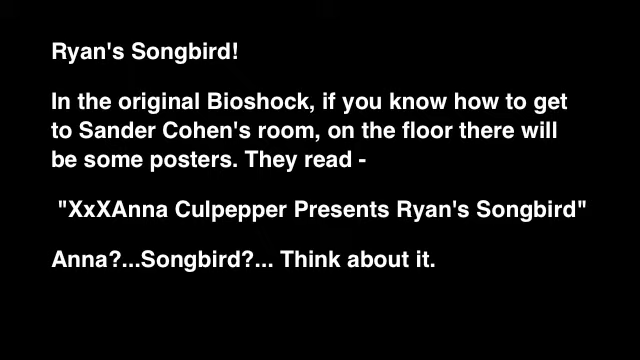 Ryan's Songbird!
In the original Bioshock, if you know how to get
to Sander Cohen's room, on the floor there will
be some posters. They read -
"XxXAnna Culpepper Presents Ryan's Songbird"
Anna?...Songbird?... Think about it.